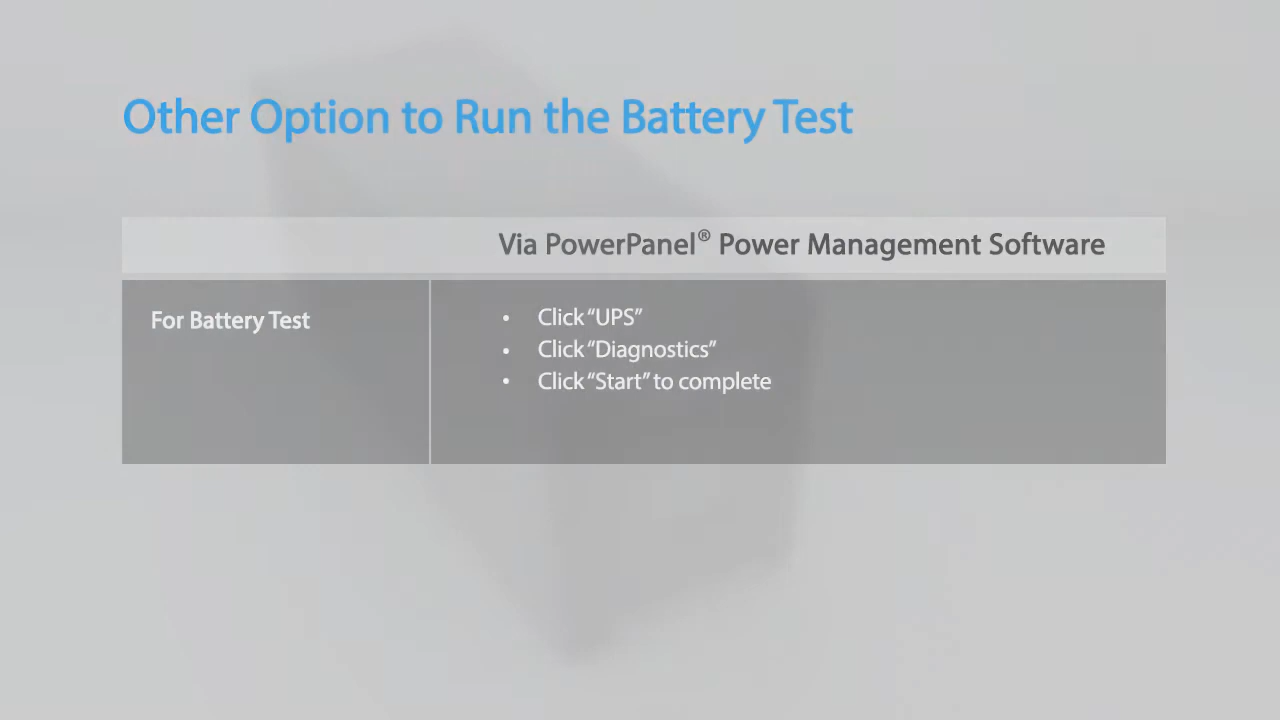 Other Option to Run the Battery Test
Via PowerPanel® Power Management Software
For Battery Test
• Click “UPS”
• Click “Diagnostics”
• Click “Start” to complete